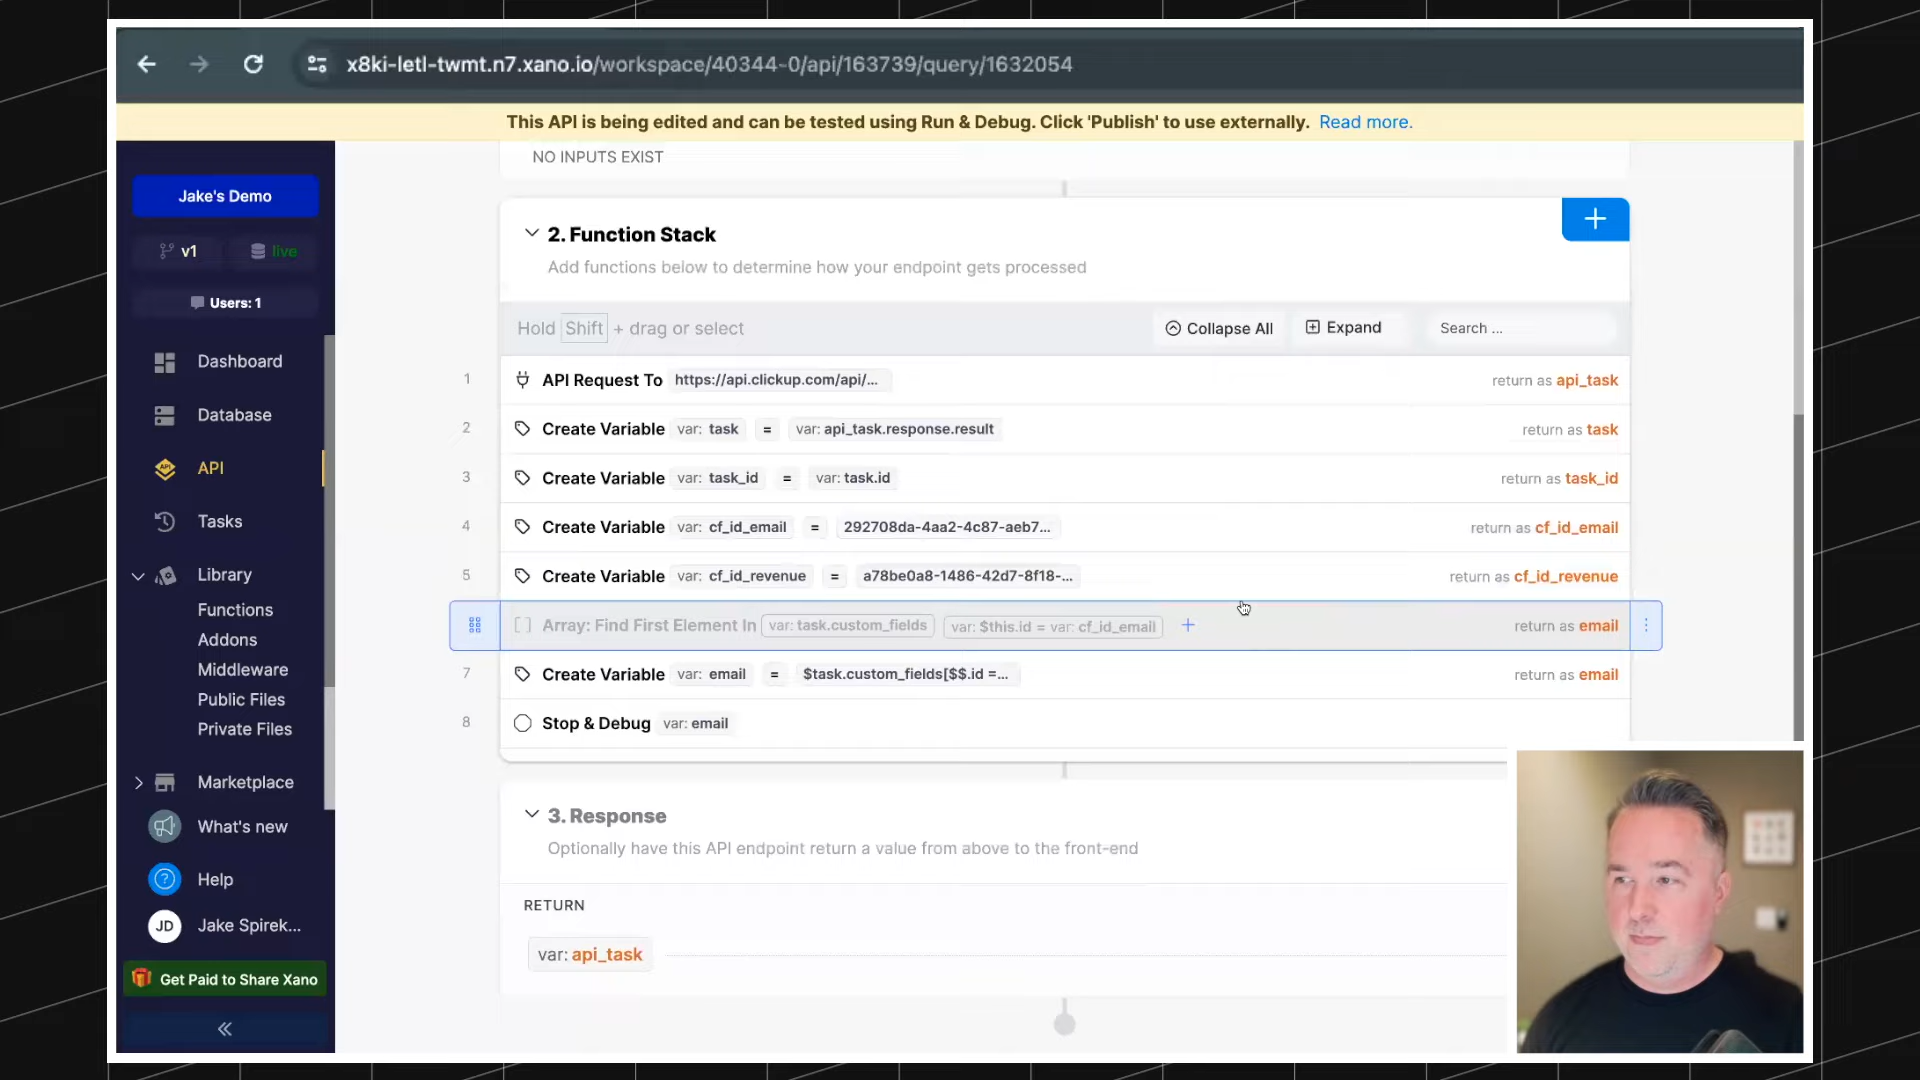 x8ki-letl-twmt.n7.xano.io/workspace/40344-0/api/163739/query/1632054
This API is being edited and can be tested using Run & Debug. Click 'Publish' to use externally. Read more.
Jake's Demo
v1 live
Users: 1
Dashboard
Database
API
Tasks
Library
Functions
Addons
Middleware
Public Files
Private Files
Marketplace
What's new
Help
JD Jake Spirek...
Get Paid to Share Xano
NO INPUTS EXIST
2. Function Stack
Add functions below to determine how your endpoint gets processed
Hold Shift + drag or select Collapse All Expand Search ...
1 API Request To https://api.clickup.com/api/... return as api_task
2 Create Variable var: task = var: api_task.response.result return as task
3 Create Variable var: task_id = var: task.id return as task_id
4 Create Variable var: cf_id_email = 292708da-4aa2-4c87-aeb7... return as cf_id_email
5 Create Variable var: cf_id_revenue = a78be0a8-1486-42d7-8f18-... return as cf_id_revenue
[ ] Array: Find First Element In var: task.custom_fields var: $this.id = var: cf_id_email + return as email
7 Create Variable var: email = $task.custom_fields[$$.id =... return as email
8 Stop & Debug var: email
3. Response
Optionally have this API endpoint return a value from above to the front-end
RETURN
var: api_task